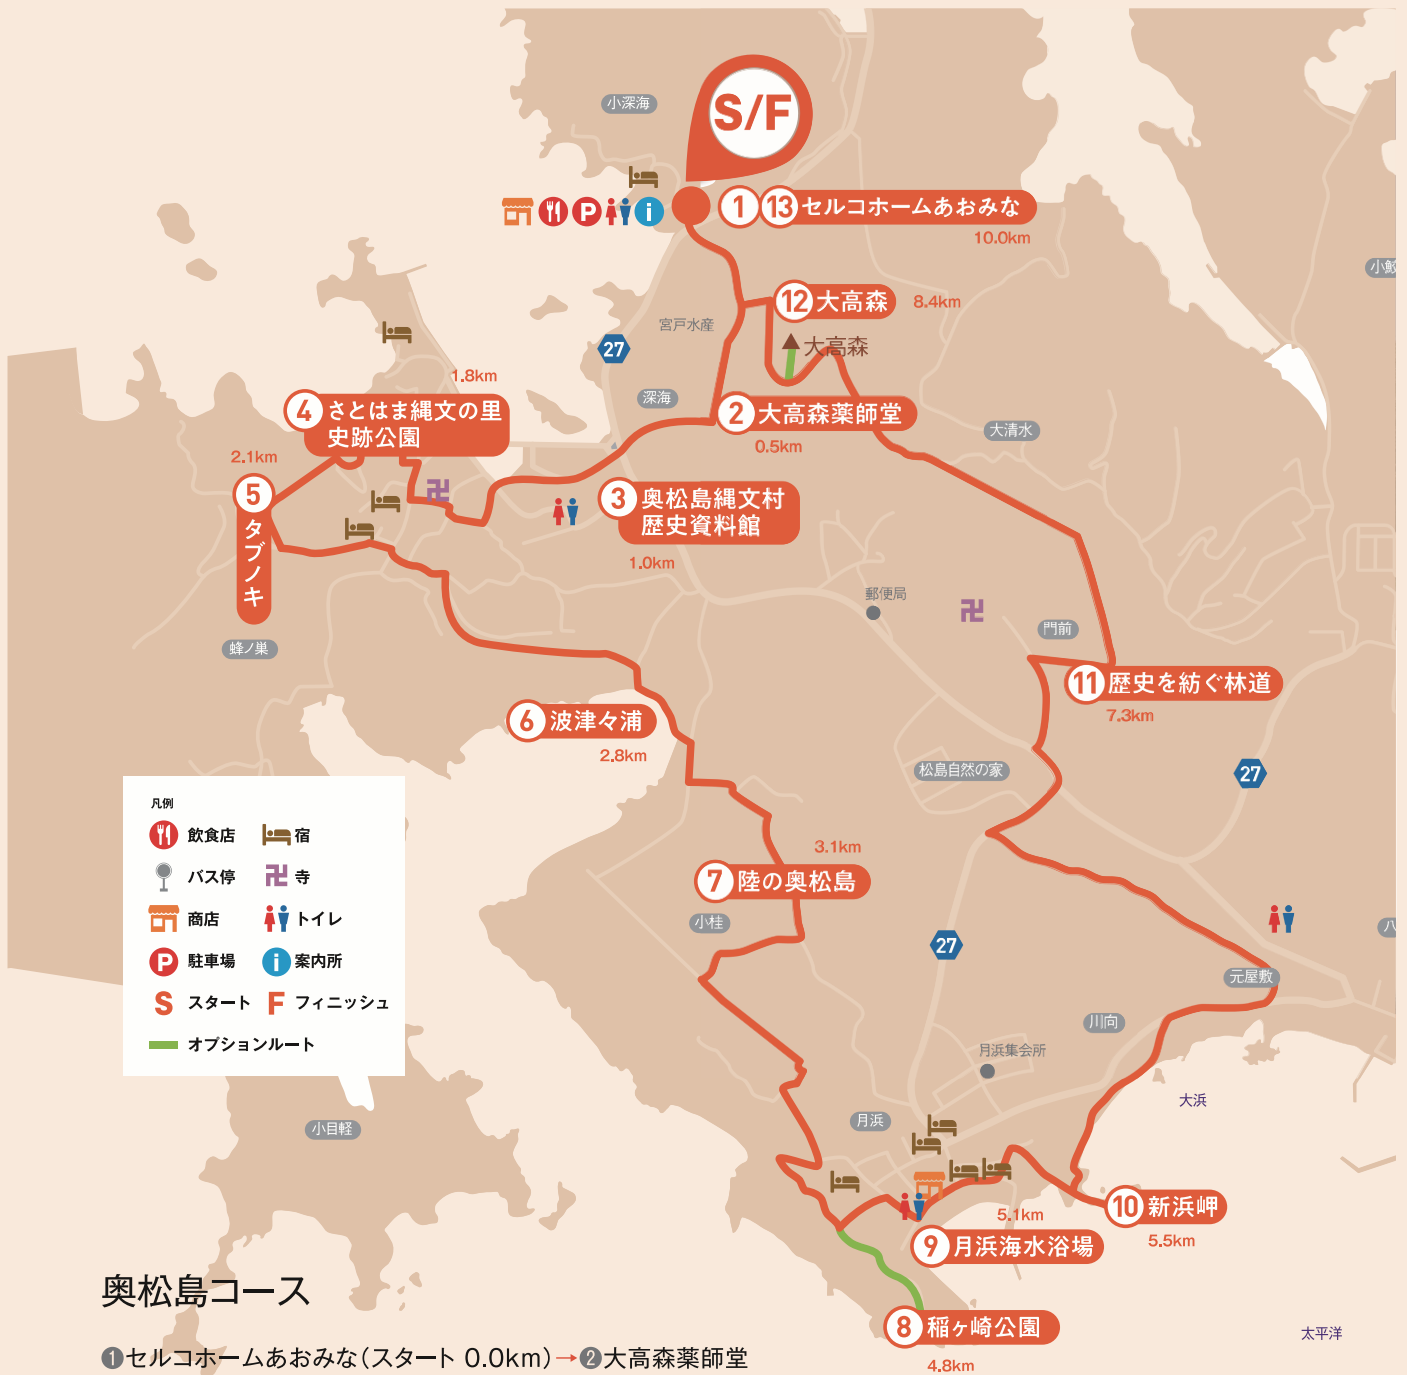 小深海
S/F
P
i
1 13 セルコホームあおみな
10.0km
小鮫
12 大高森
8.4km
宮戸水産
27
大高森
1.8km
深海
4 さとはま縄文の里
史跡公園
2 大高森薬師堂
0.5km
大清水
2.1km
5 タブノキ
3 奥松島縄文村
歴史資料館
1.0km
郵便局
門前
蜂ノ巣
11 歴史を紡ぐ林道
7.3km
6 波津々浦
2.8km
松島自然の家
27
凡例
飲食店
宿
バス停
寺
商店
トイレ
P 駐車場
i 案内所
S スタート
F フィニッシュ
オプションルート
3.1km
7 陸の奥松島
小桂
27
八
元屋敷
川向
月浜集会所
大浜
月浜
小目軽
10 新浜岬
5.5km
5.1km
9 月浜海水浴場
8 稲ヶ崎公園
4.8km
太平洋
奥松島コース
1セルコホームあおみな(スタート 0.0km)→2大高森薬師堂